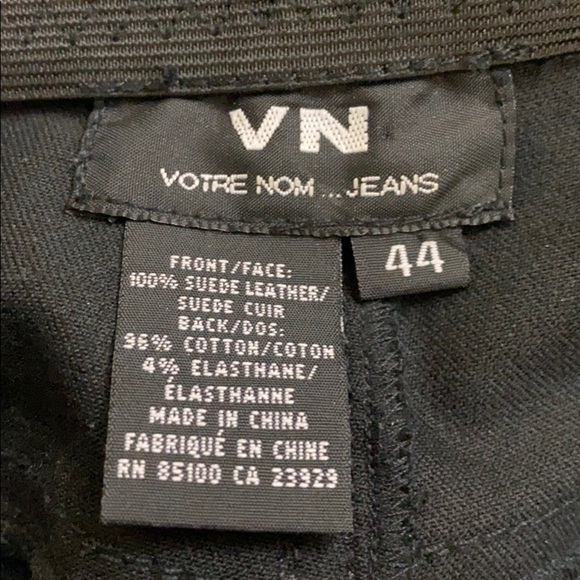 VN
VOTRE NOM ... JEANS
44
FRONT/FACE:
100% SUEDE LEATHER/
SUEDE CUIR
BACK/DOS:
96% COTTON/COTON
4% ELASTHANE/
ÉLASTHANNE
MADE IN CHINA
FABRIQUÉ EN CHINE
RN 85100 CA 23929